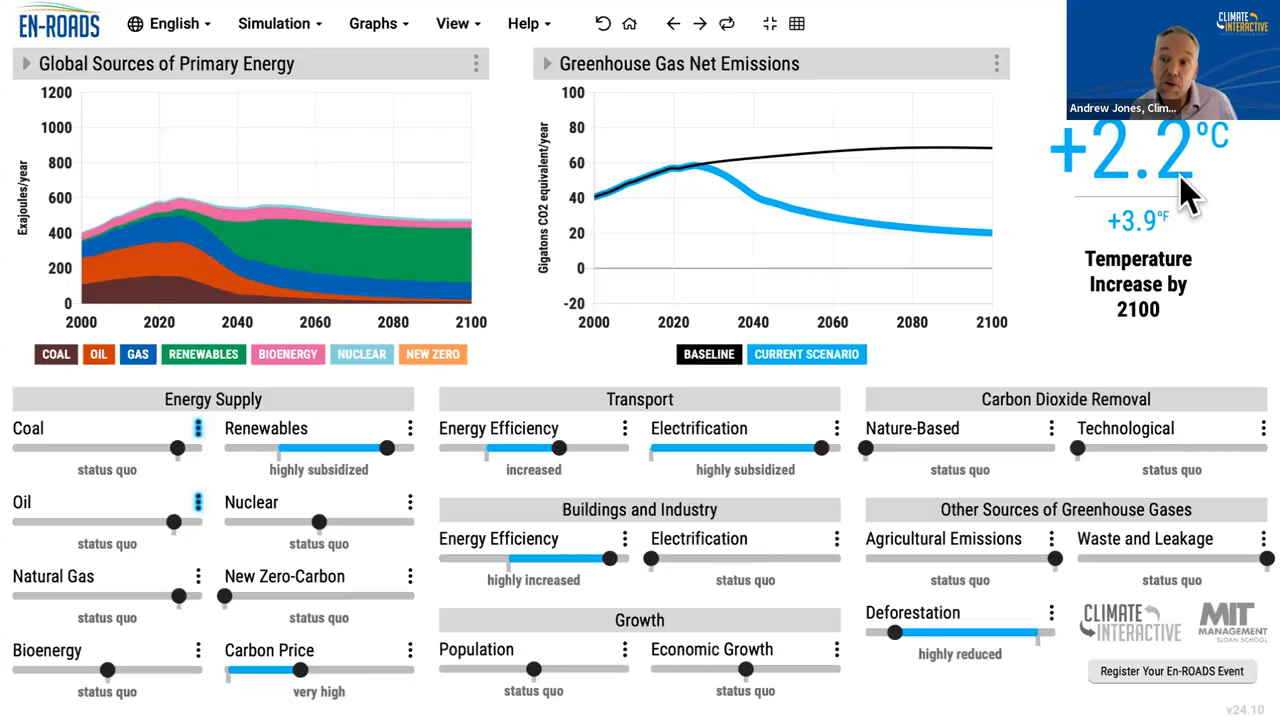 EN-ROADS
English
Simulation
Graphs
View
Help
CLIMATE
INTERACTIVE
Andrew Jones, Clim...
Global Sources of Primary Energy
1200
1000
800
600
400
200
0
Exajoules/year
2000 2020 2040 2060 2080 2100
COAL OIL GAS RENEWABLES BIOENERGY NUCLEAR NEW ZERO
Greenhouse Gas Net Emissions
100
80
60
40
20
0
-20
Gigatons CO2 equivalent/year
2000 2020 2040 2060 2080 2100
BASELINE CURRENT SCENARIO
+2.2°C
+3.9°F
Temperature
Increase by
2100
Energy Supply
Coal
status quo
Renewables
highly subsidized
Oil
status quo
Nuclear
status quo
Natural Gas
status quo
New Zero-Carbon
status quo
Bioenergy
status quo
Carbon Price
very high
Transport
Energy Efficiency
increased
Electrification
highly subsidized
Buildings and Industry
Energy Efficiency
highly increased
Electrification
status quo
Growth
Population
status quo
Economic Growth
status quo
Carbon Dioxide Removal
Nature-Based
status quo
Technological
status quo
Other Sources of Greenhouse Gases
Agricultural Emissions
status quo
Waste and Leakage
status quo
Deforestation
highly reduced
CLIMATE
INTERACTIVE
MIT
MANAGEMENT
SLOAN SCHOOL
Register Your En-ROADS Event
v24.10